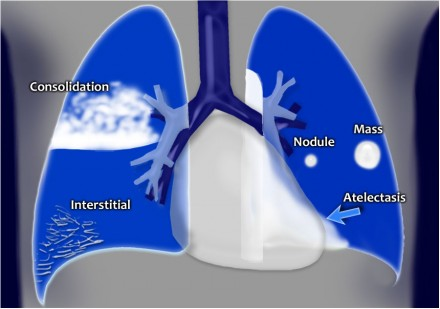 Consolidation
Mass
Nodule
Atelectasis
Interstitial